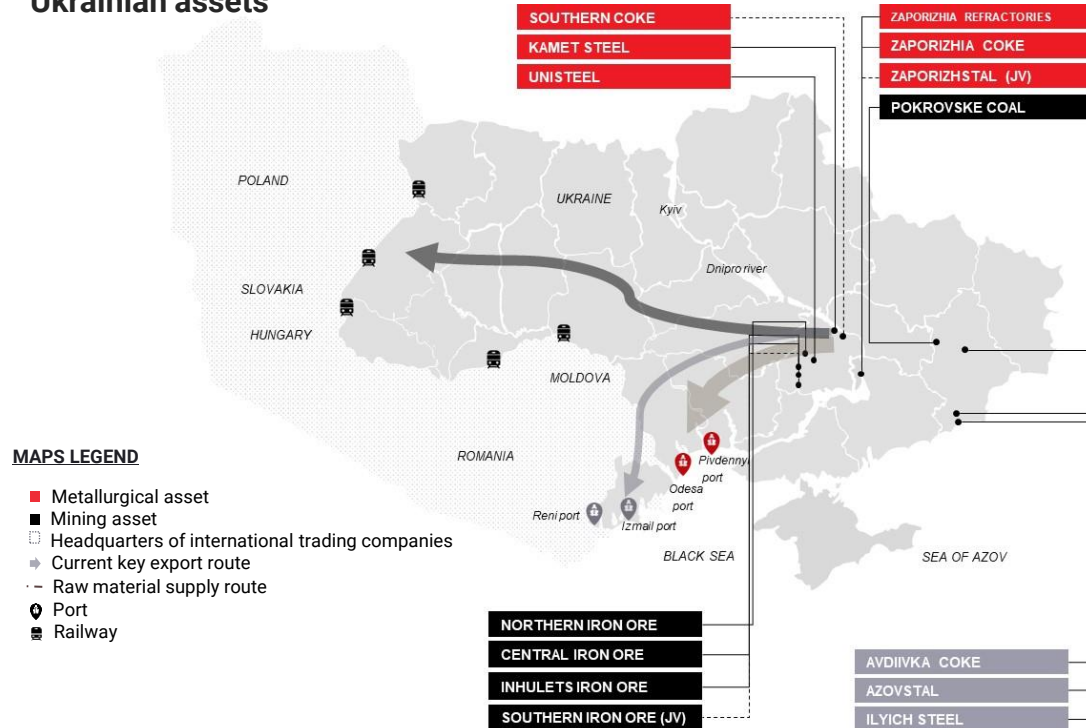 Ukrainian assets
SOUTHERN COKE
KAMET STEEL
UNISTEEL
ZAPORIZHIA REFRACTORIES
ZAPORIZHIA COKE
ZAPORIZHSTAL (JV)
POKROVSKE COAL
POLAND
UKRAINE
Kyiv
Dnipro river
SLOVAKIA
HUNGARY
MOLDOVA
ROMANIA
Pivdennyi
port
Odesa
port
Reni port
Izmail port
BLACK SEA
SEA OF AZOV
MAPS LEGEND
Metallurgical asset
Mining asset
Headquarters of international trading companies
Current key export route
Raw material supply route
Port
Railway
NORTHERN IRON ORE
CENTRAL IRON ORE
INHULETS IRON ORE
SOUTHERN IRON ORE (JV)
AVDIIVKA COKE
AZOVSTAL
ILYICH STEEL